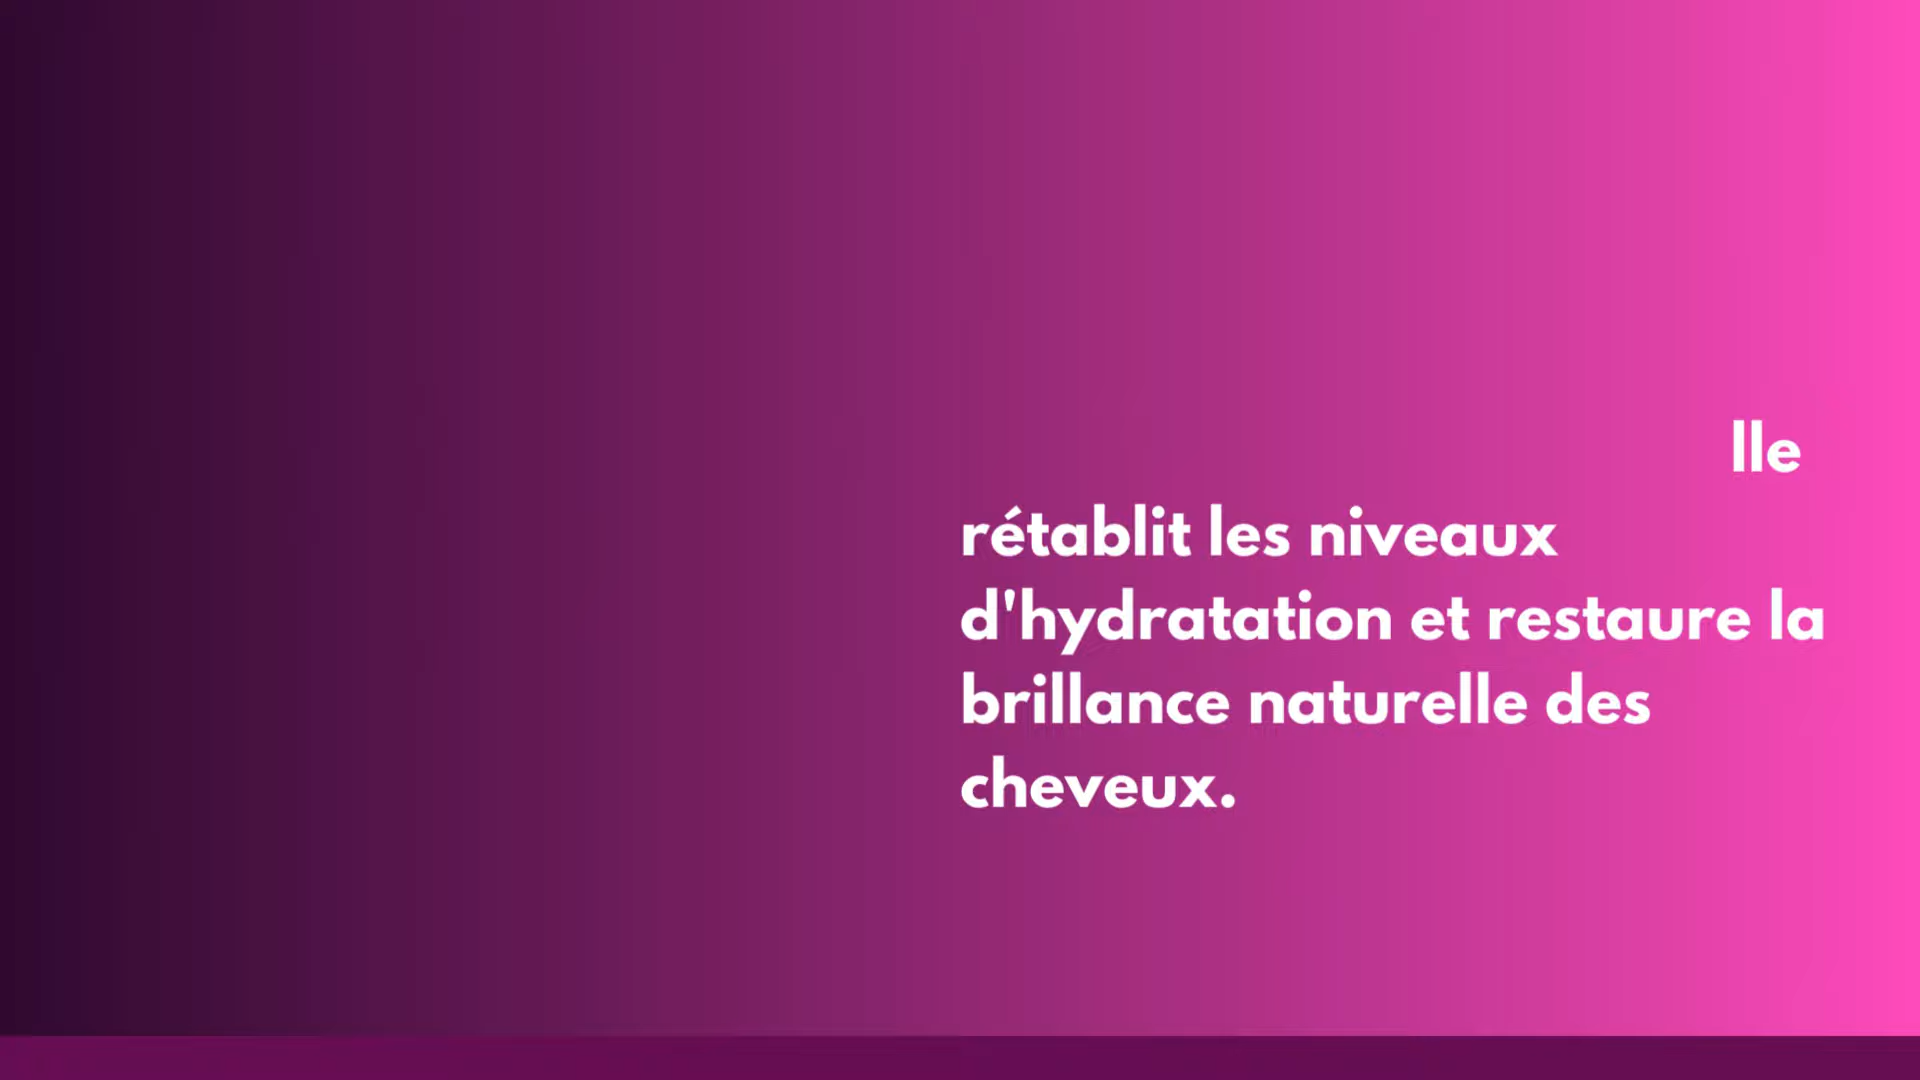 lle
rétablit les niveaux
d'hydratation et restaure la
brillance naturelle des
cheveux.